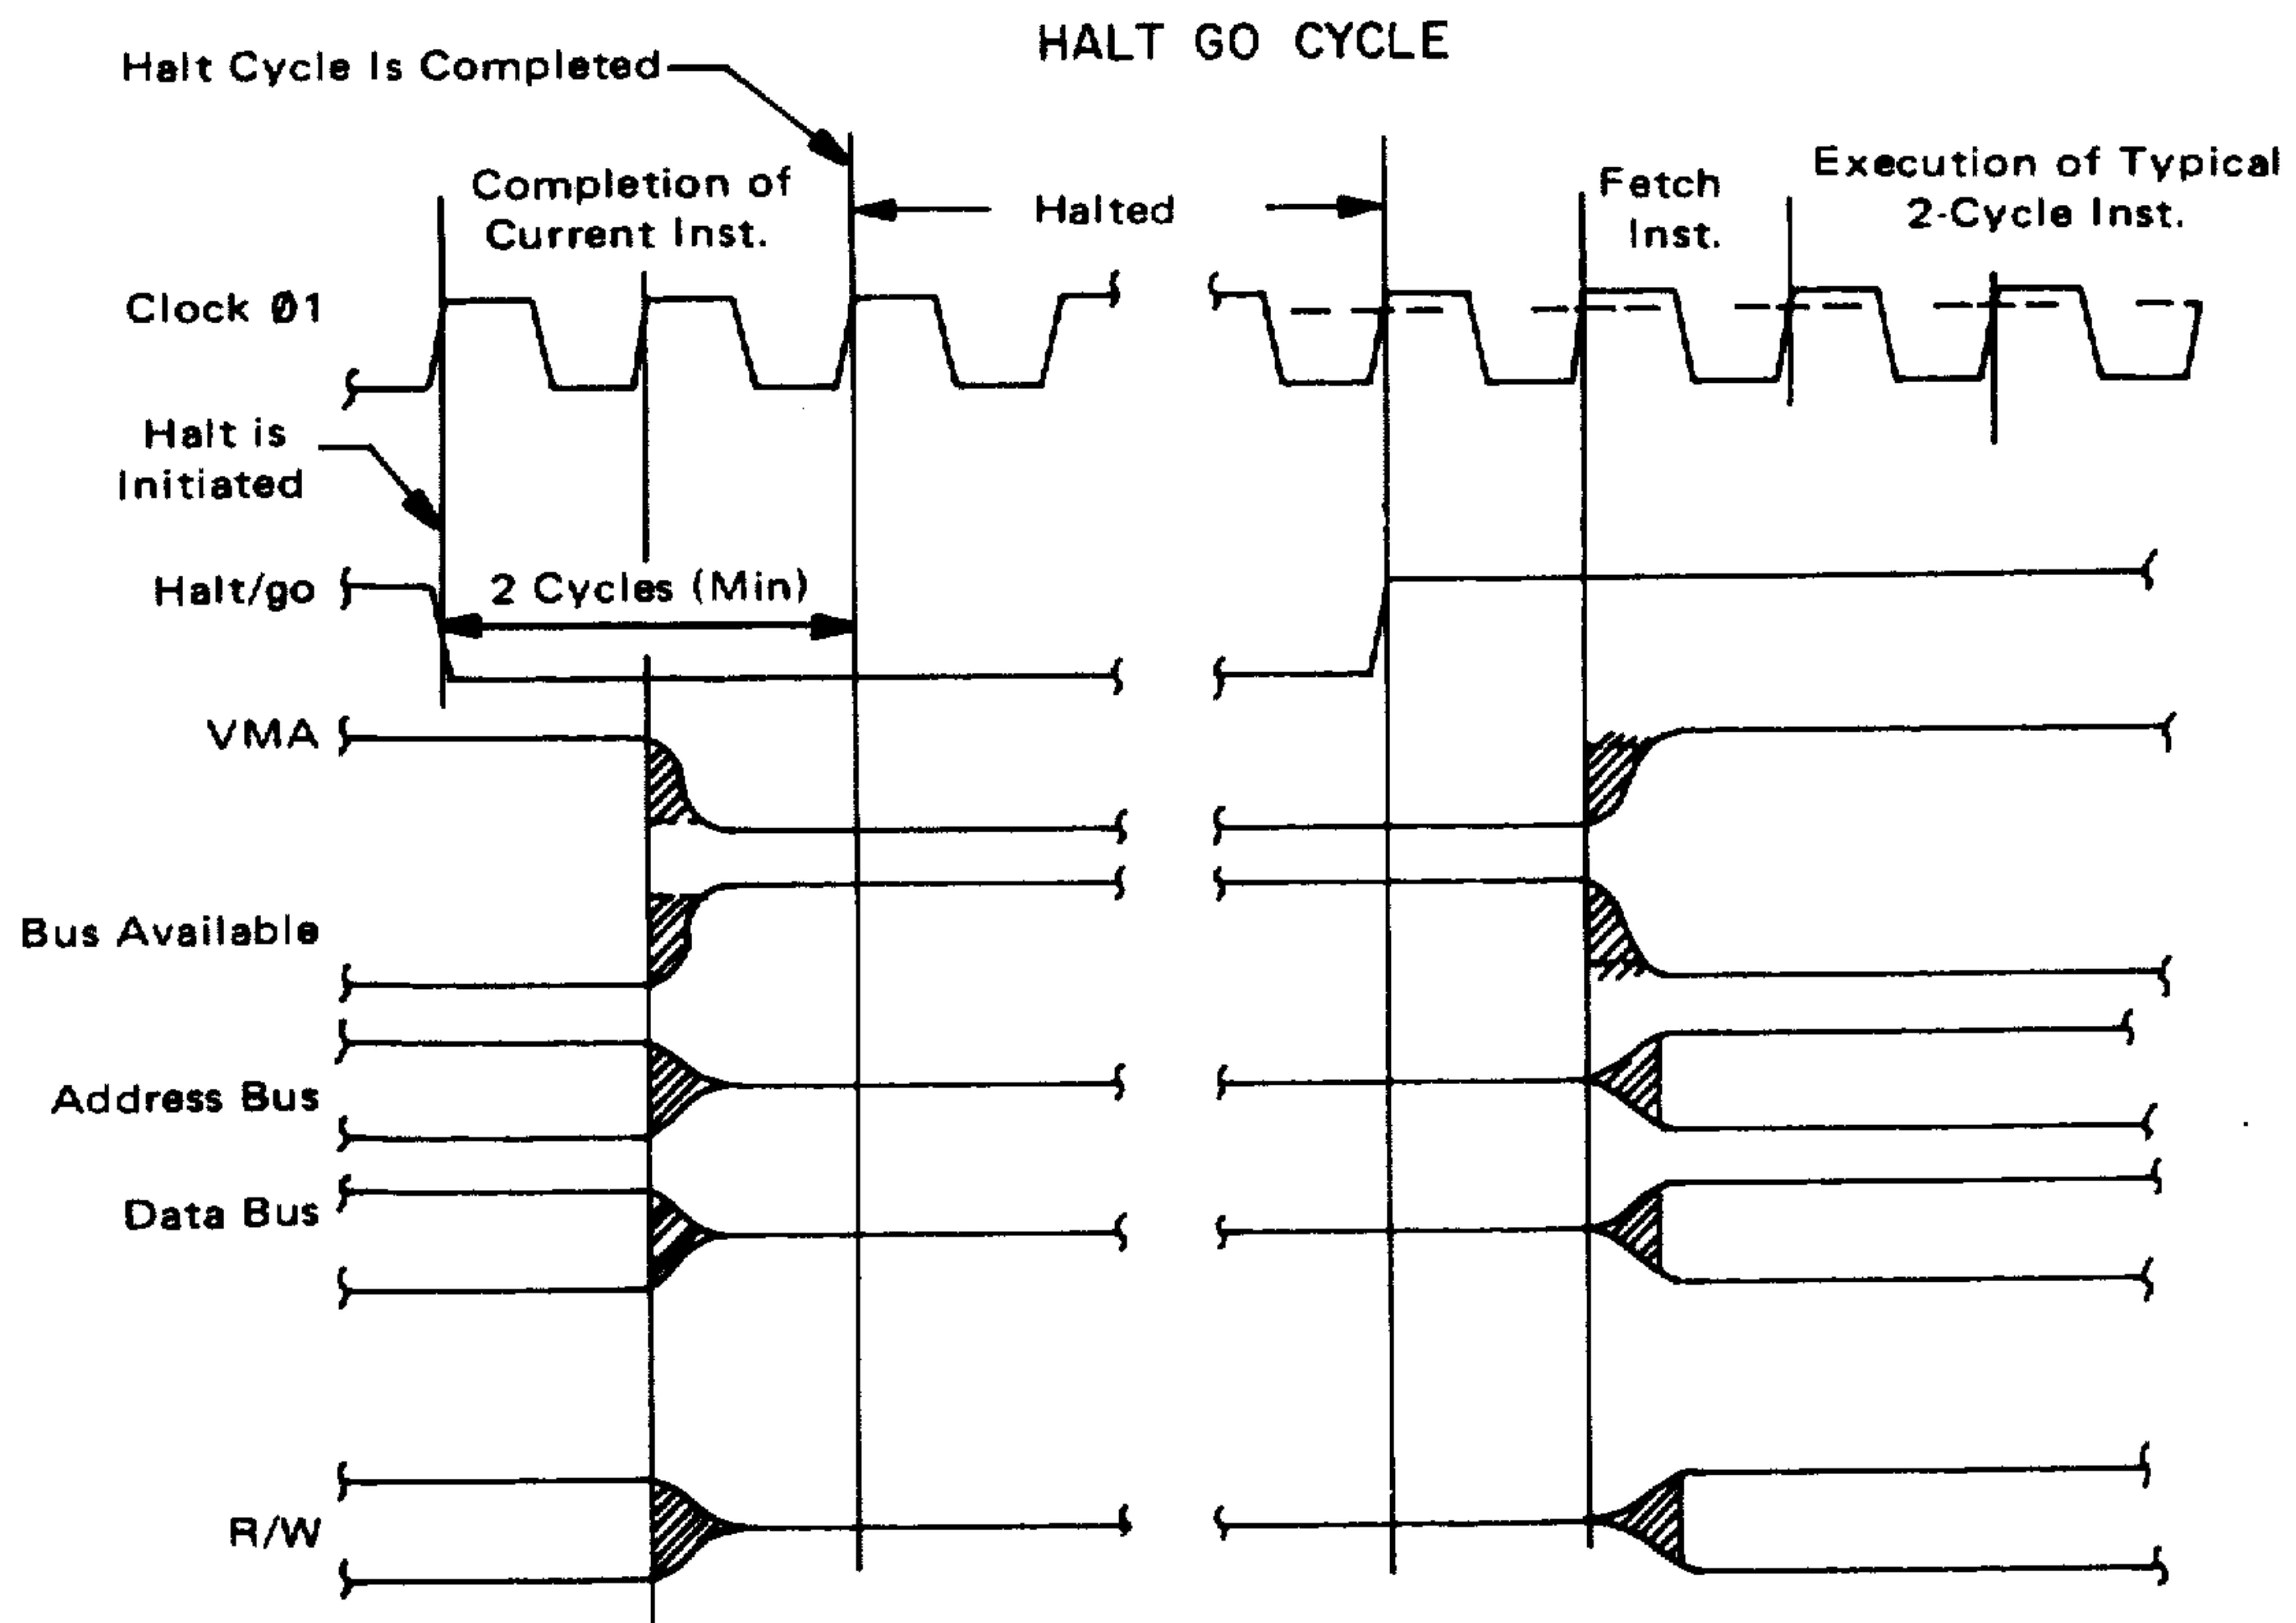 HALT GO CYCLE
Halt Cycle Is Completed
Completion of
Current Inst.
Halted
Fetch
Inst.
Execution of Typical
2-Cycle Inst.
Clock Ø1
Halt is
Initiated
Halt/go
2 Cycles (Min)
VMA
Bus Available
Address Bus
Data Bus
R/W